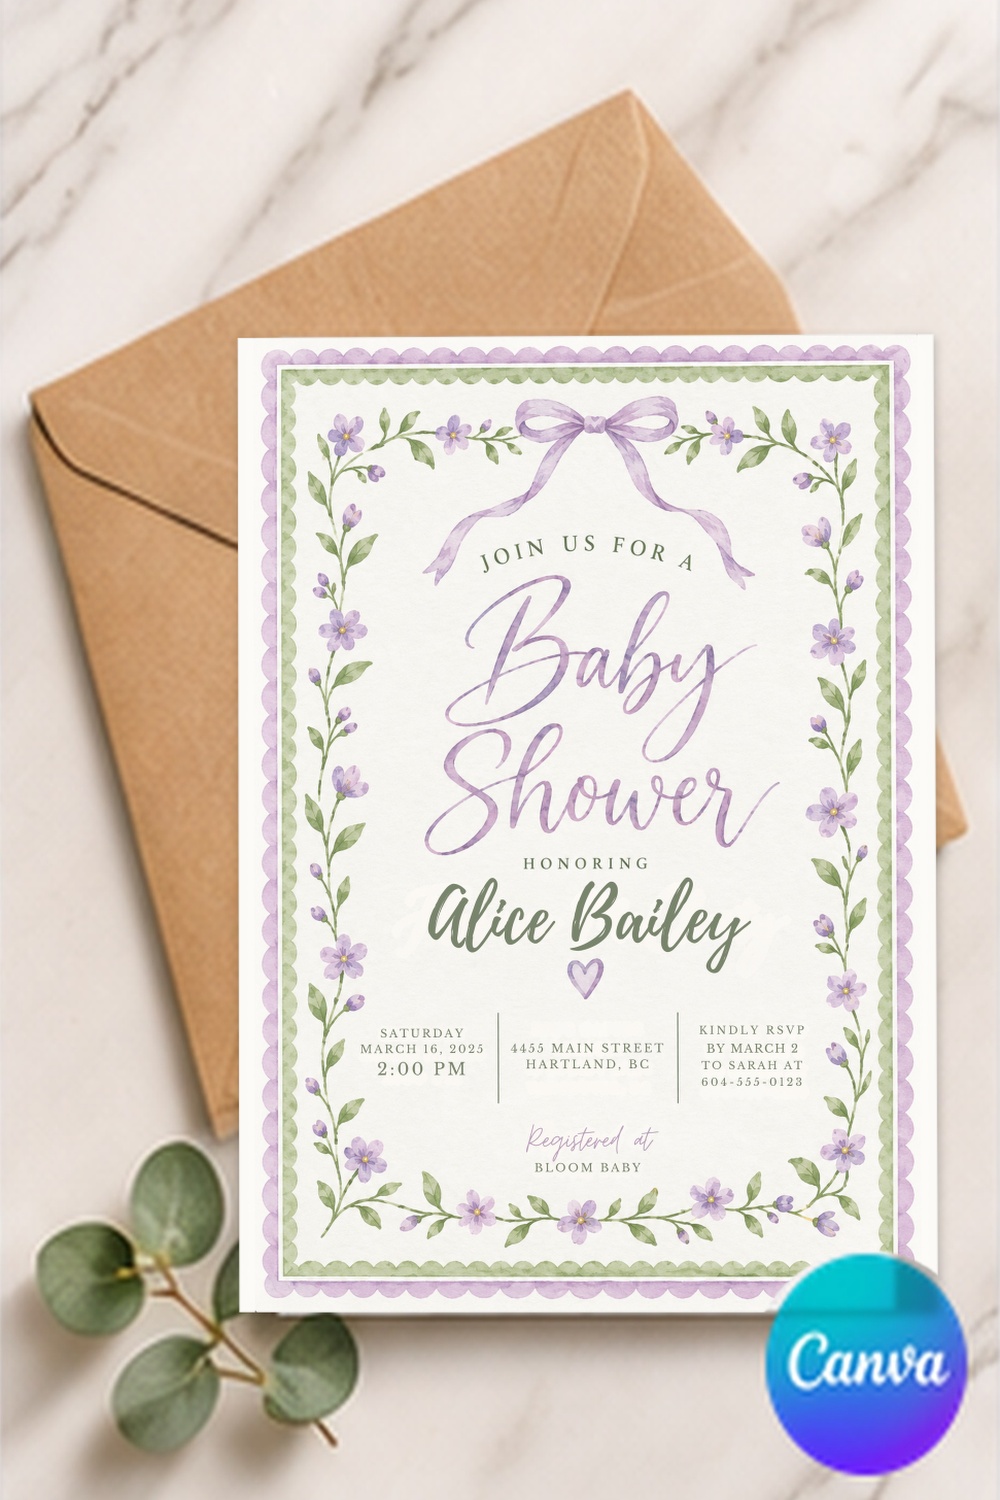 JOIN US FOR A
Baby
Shower
HONORING
Alice Bailey
SATURDAY
MARCH 16, 2025
2:00 PM
4455 MAIN STREET
HARTLAND, BC
KINDLY RSVP
BY MARCH 2
TO SARAH AT
604-555-0123
Registered at
BLOOM BABY
Canva